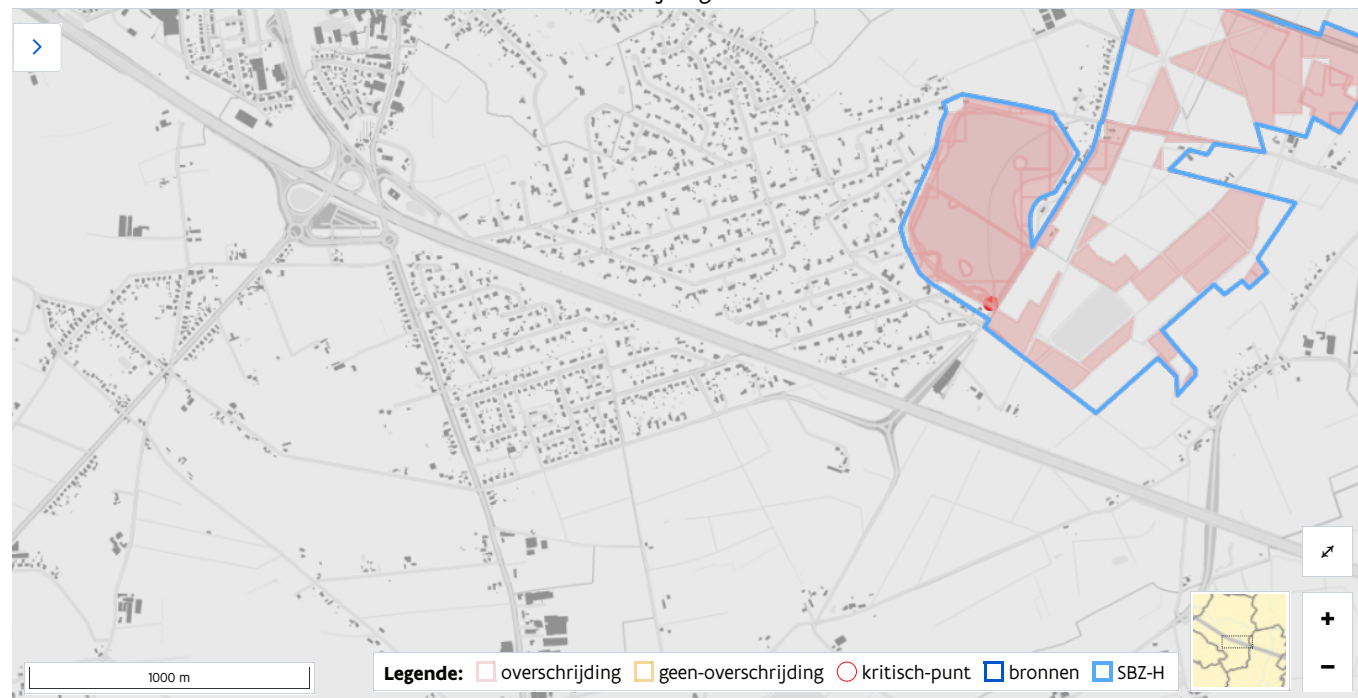 1000 m
Legende: overschrijding geen-overschrijding kritisch-punt bronnen SBZ-H
+
−